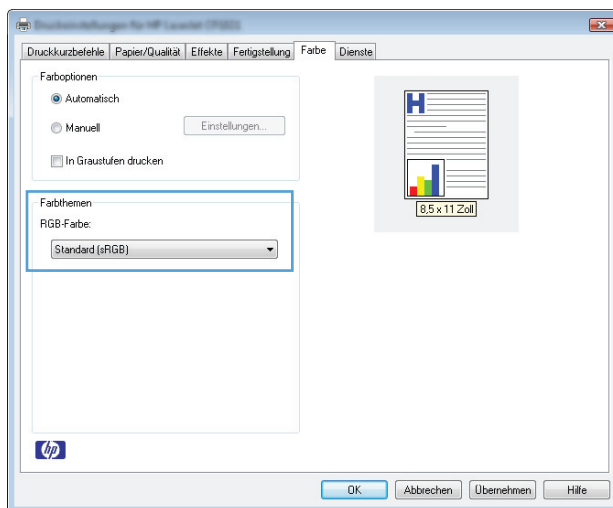 Druckkurzbefehle Papier/Qualität Effekte Fertigstellung Farbe Dienste
Farboptionen
Automatisch
Manuell Einstellungen...
In Graustufen drucken
H
8,5 x 11 Zoll
Farbthemen
RGB-Farbe:
Standard (sRGB)
hp
OK Abbrechen Übernehmen Hilfe